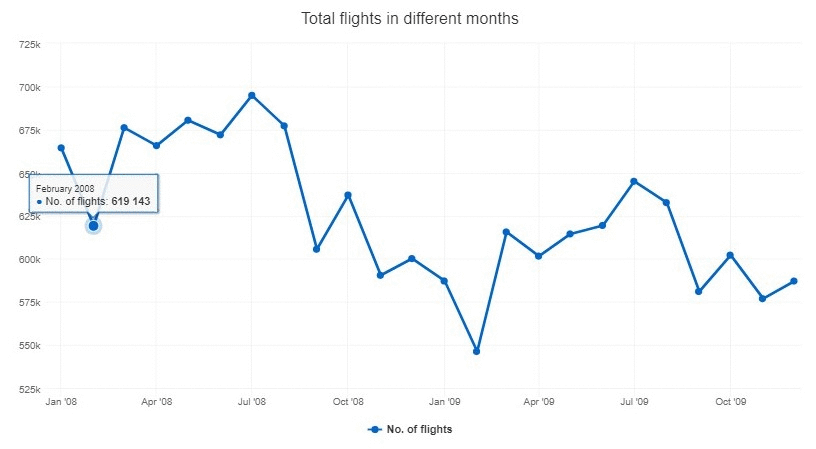 Total flights in different months
725k
700k
675k
650k
February 2008
● No. of flights: 619 143
625k
600k
575k
550k
525k
Jan '08 Apr '08 Jul '08 Oct '08 Jan '09 Apr '09 Jul '09 Oct '09
No. of flights